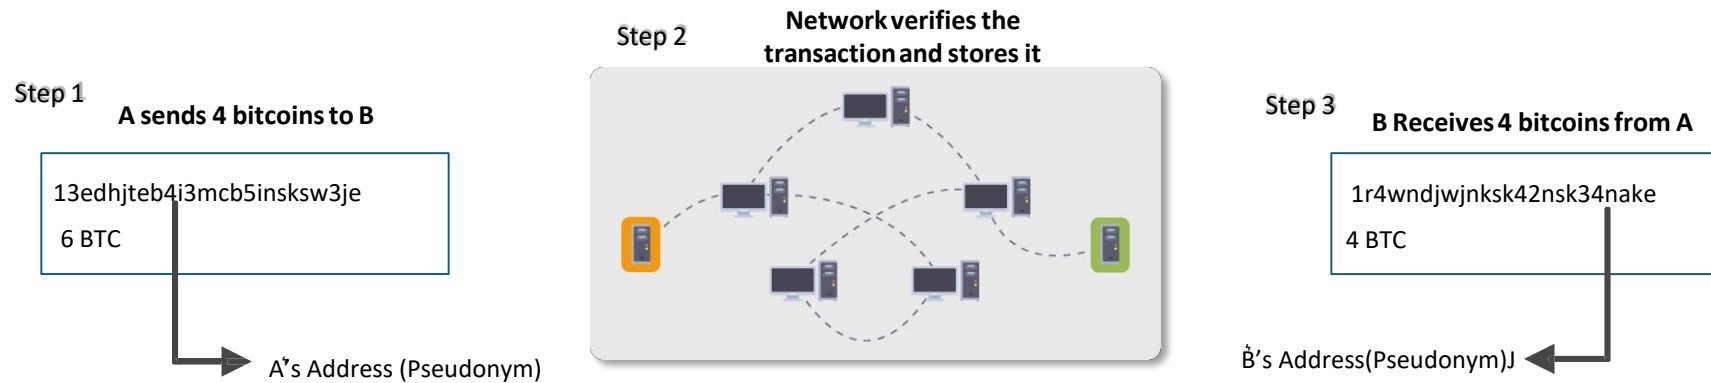 Step 1
A sends 4 bitcoins to B
13edhjteb4i3mcb5insksw3je
6 BTC
A's Address (Pseudonym)
Step 2
Network verifies the
transaction and stores it
Step 3
B Receives 4 bitcoins from A
1r4wndjwjnksk42nsk34nake
4 BTC
B's Address(Pseudonym)J